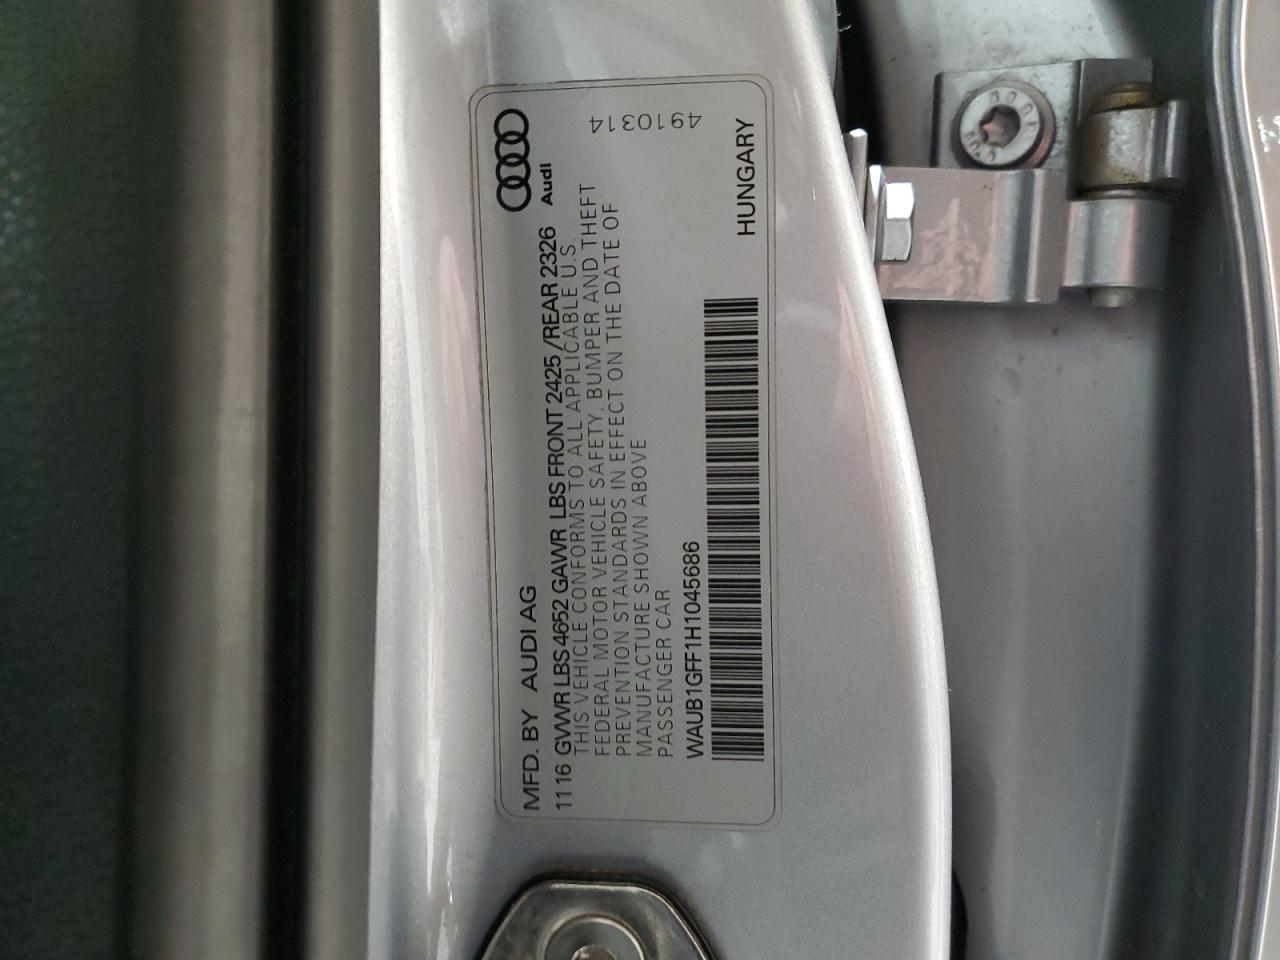 MFD. BY AUDI AG
Audi
11 16 GVWR LBS 4652 GAWR LBS FRONT 2425 /REAR 2326
THIS VEHICLE CONFORMS TO ALL APPLICABLE U.S.
FEDERAL MOTOR VEHICLE SAFETY, BUMPER AND THEFT
PREVENTION STANDARDS IN EFFECT ON THE DATE OF
MANUFACTURE SHOWN ABOVE
PASSENGER CAR
WAUB1GFF1H1045686
HUNGARY
4910314